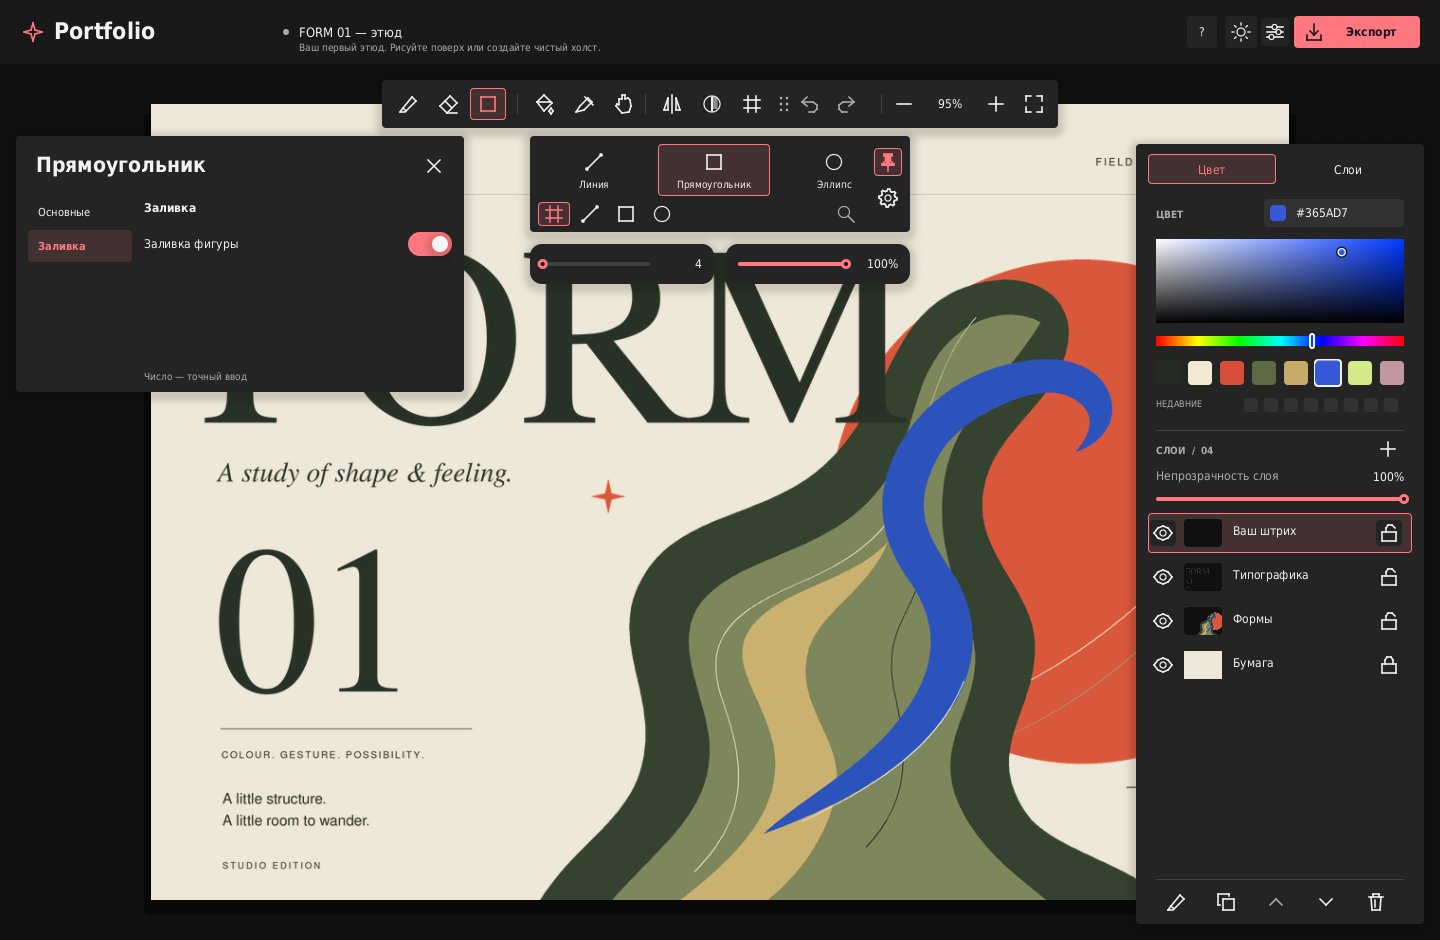 Portfolio
FORM 01 — этюд
Ваш первый этюд. Рисуйте поверх или создайте чистый холст.
?
Экспорт
95%
Прямоугольник
Основные
Заливка
Заливка
Заливка фигуры
Число — точный ввод
Линия
Прямоугольник
Эллипс
4
100%
FIELD
Цвет
Слои
ЦВЕТ
#365AD7
НЕДАВНИЕ
СЛОИ / 04
Непрозрачность слоя
100%
Ваш штрих
Типографика
Формы
Бумага
FORM
A study of shape & feeling.
01
COLOUR. GESTURE. POSSIBILITY.
A little structure.
A little room to wander.
STUDIO EDITION